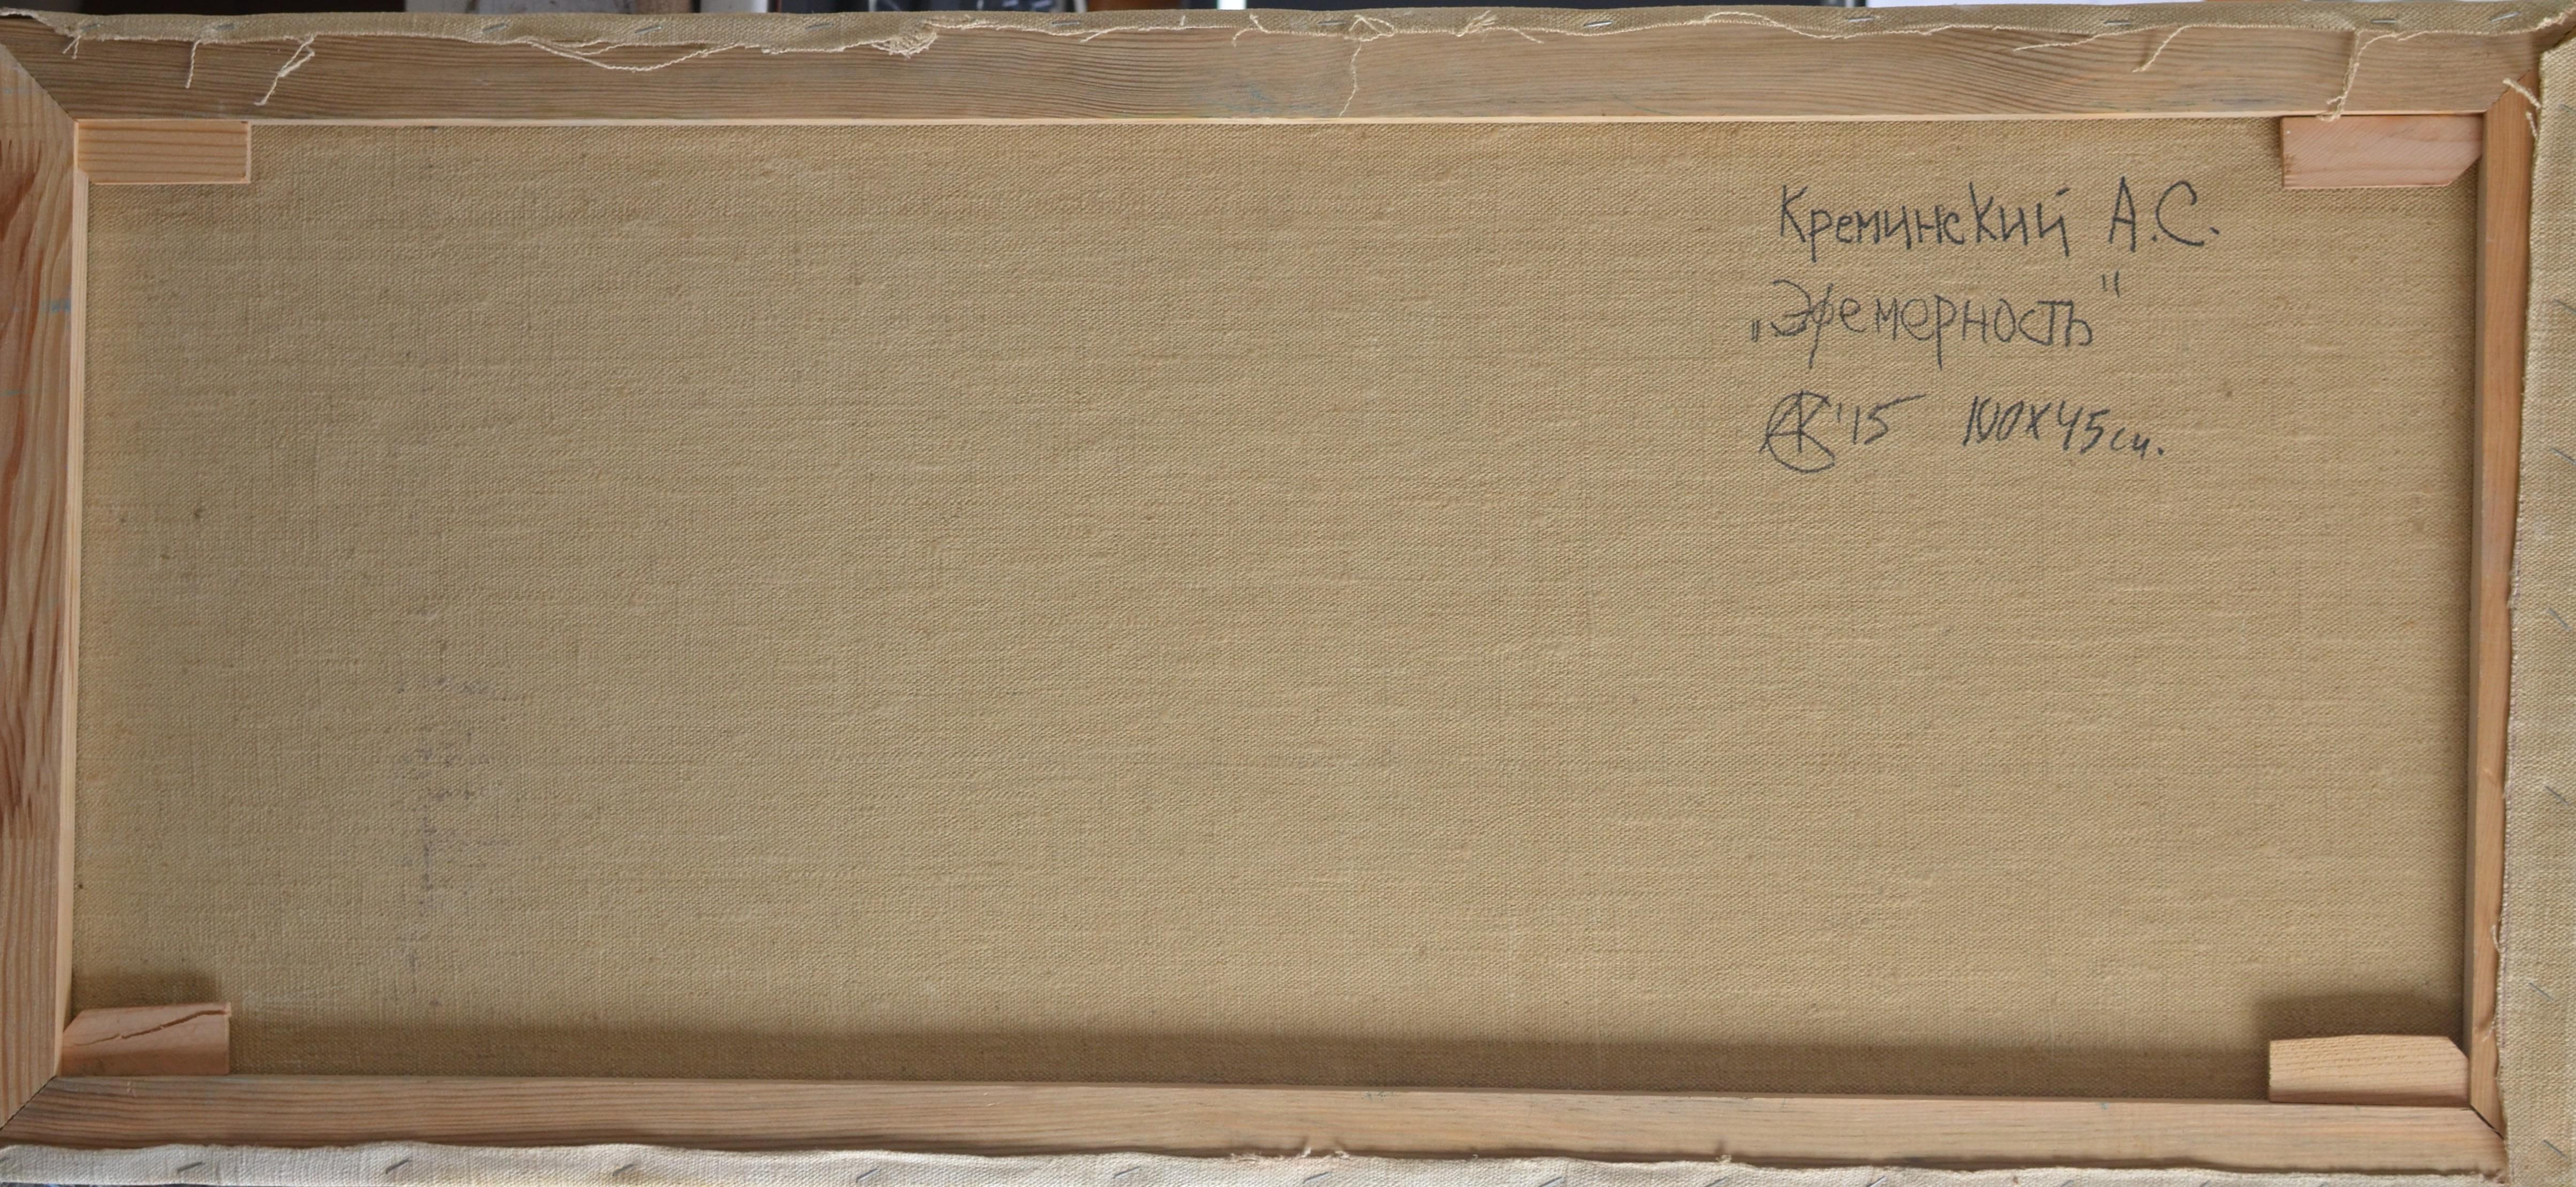 Креминский А.С.
„Эфемерность"
АК '15 100x45см.